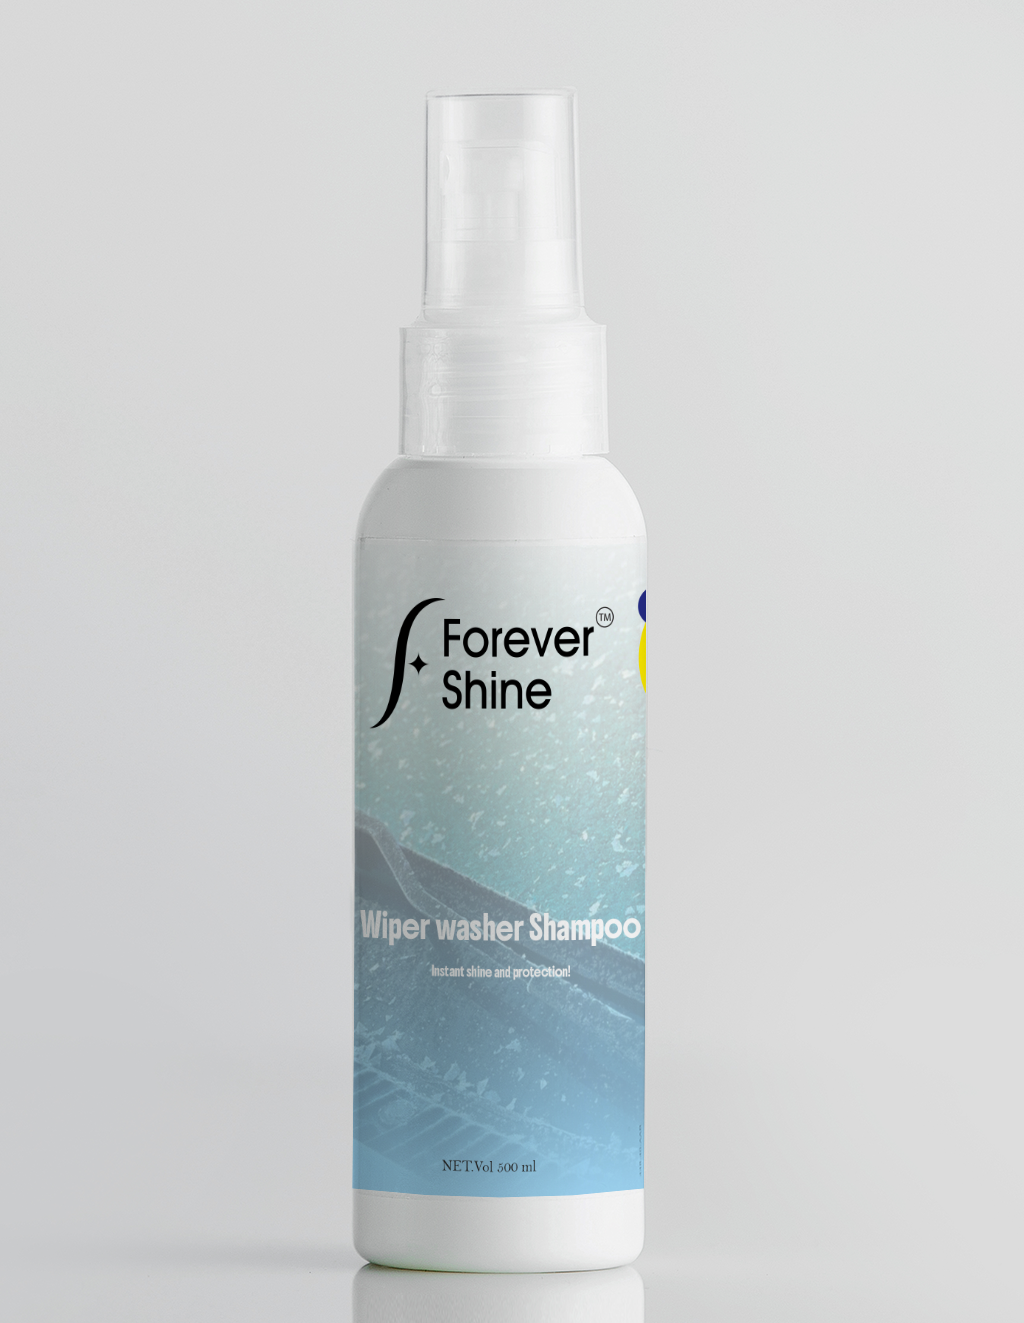 Forever TM
Shine
Wiper washer Shampoo
Instant shine and protection!
NET.Vol 500 ml